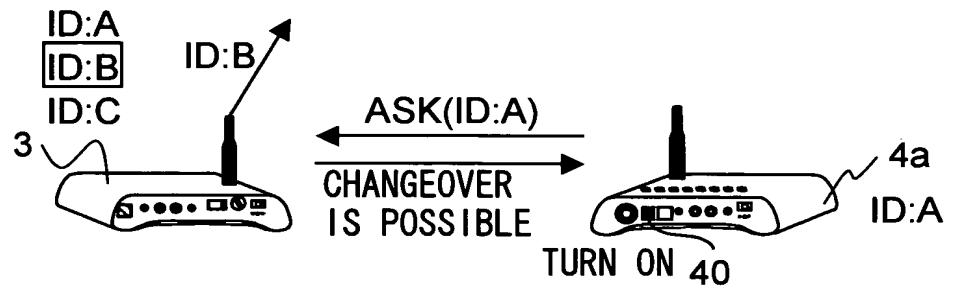 ID:A
ID:B
ID:C
ID:B
3
ASK(ID:A)
CHANGEOVER
IS POSSIBLE
4a
ID:A
TURN ON
40